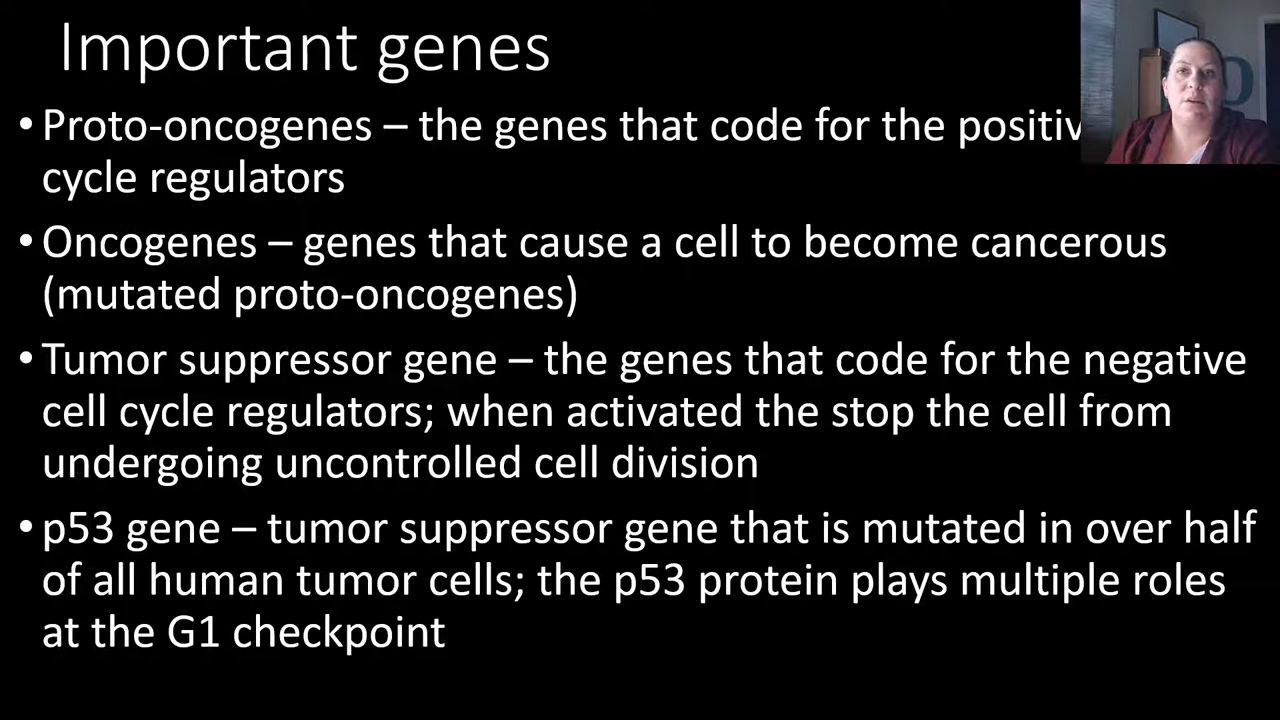 Important genes
• Proto-oncogenes – the genes that code for the
cycle regulators
• Oncogenes – genes that cause a cell to become cancerous
(mutated proto-oncogenes)
• Tumor suppressor gene – the genes that code for the negative
cell cycle regulators; when activated the stop the cell from
undergoing uncontrolled cell division
• p53 gene – tumor suppressor gene that is mutated in over half
of all human tumor cells; the p53 protein plays multiple roles
at the G1 checkpoint